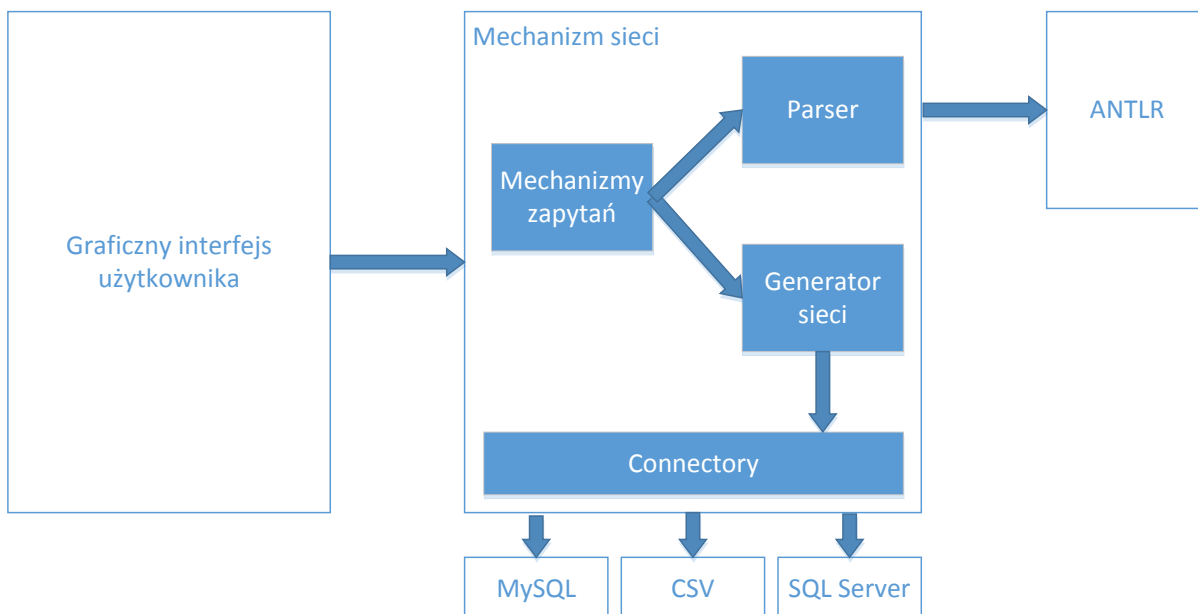 Mechanizm sieci
Parser
ANTLR
Mechanizmy
zapytań
Graficzny interfejs
użytkownika
Generator
sieci
Connectory
MySQL
CSV
SQL Server